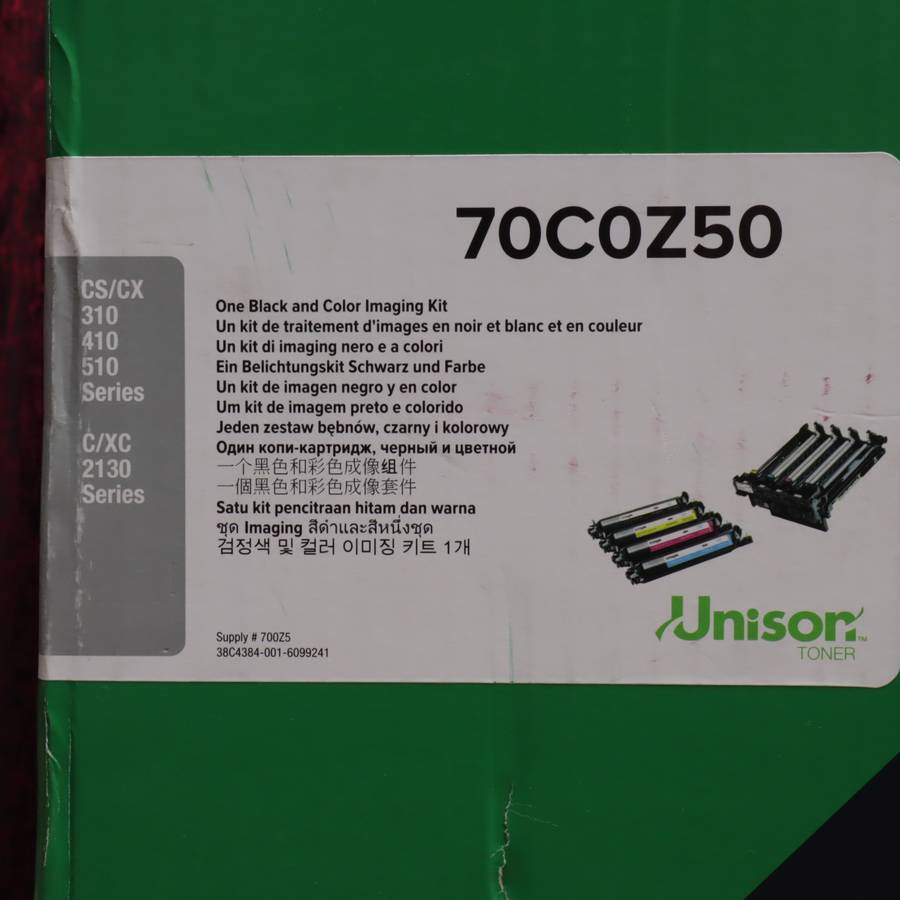 70C0Z50
CS/CX
310
410
510
Series
C/XC
2130
Series
One Black and Color Imaging Kit
Un kit de traitement d'images en noir et blanc et en couleur
Un kit di imaging nero e a colori
Ein Belichtungskit Schwarz und Farbe
Un kit de imagen negro y en color
Um kit de imagem preto e colorido
Jeden zestaw bębnów, czarny i kolorowy
Один копи-картридж, черный и цветной
一个黑色和彩色成像组件
一個黑色和彩色成像套件
Satu kit pencitraan hitam dan warna
ชุด Imaging สีดำและสีหนึ่งชุด
검정색 및 컬러 이미징 키트 1개
Supply # 700Z5
38C4384-001-6099241
Unison™
TONER